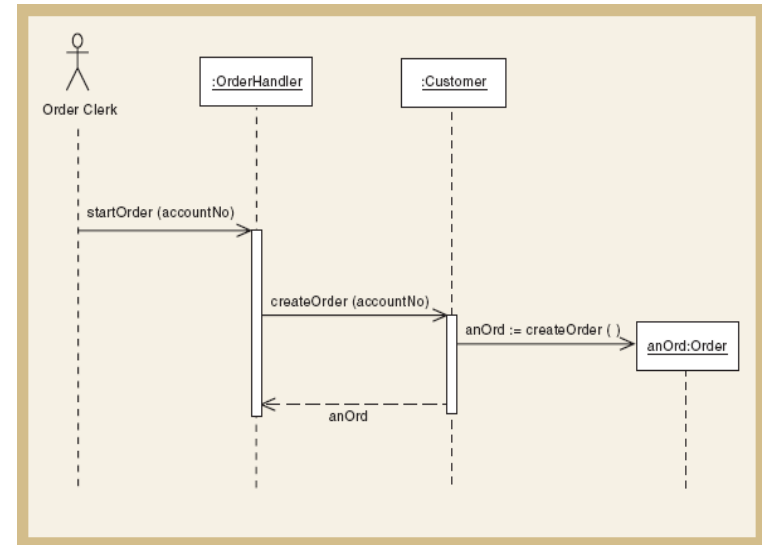 :OrderHandler
:Customer
Order Clerk
startOrder (accountNo)
createOrder (accountNo)
anOrd := createOrder ( )
anOrd:Order
anOrd